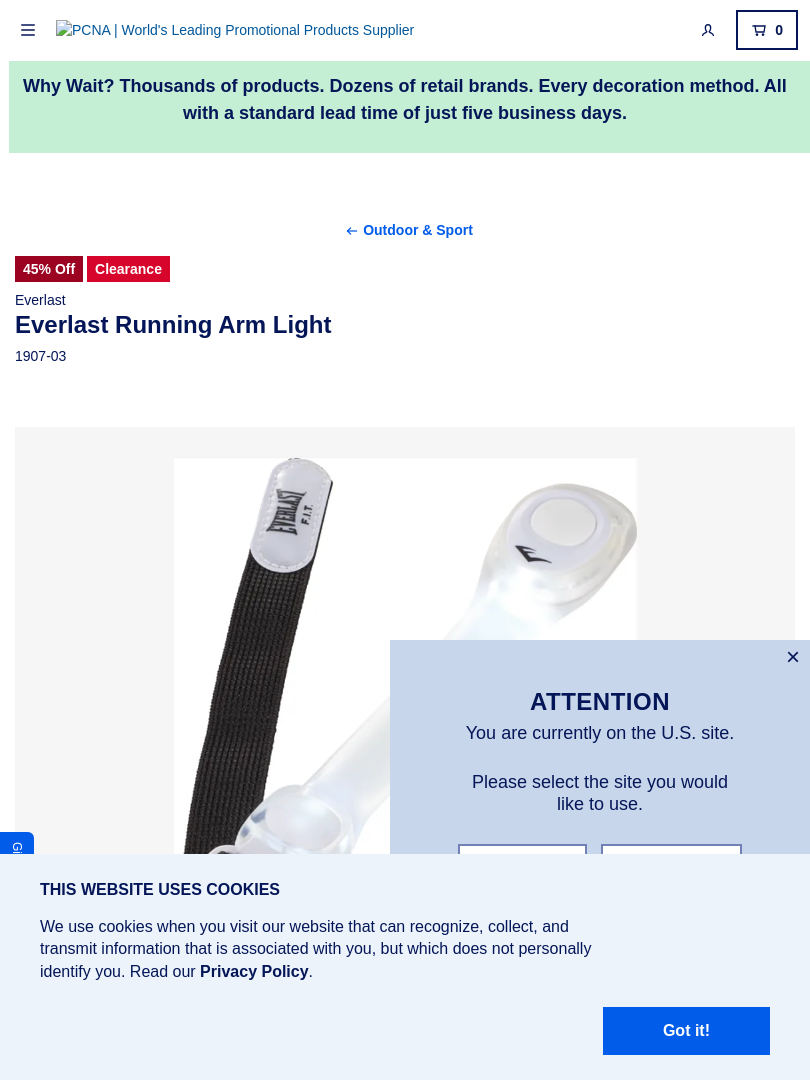 PCNA | World's Leading Promotional Products Supplier
0
Why Wait? Thousands of products. Dozens of retail brands. Every decoration method. All
with a standard lead time of just five business days.
Outdoor & Sport
45% Off Clearance
Everlast
Everlast Running Arm Light
1907-03
EVERLAST
F.I.T.
ATTENTION
You are currently on the U.S. site.
Please select the site you would
like to use.
THIS WEBSITE USES COOKIES
We use cookies when you visit our website that can recognize, collect, and
transmit information that is associated with you, but which does not personally
identify you. Read our Privacy Policy.
Got it!